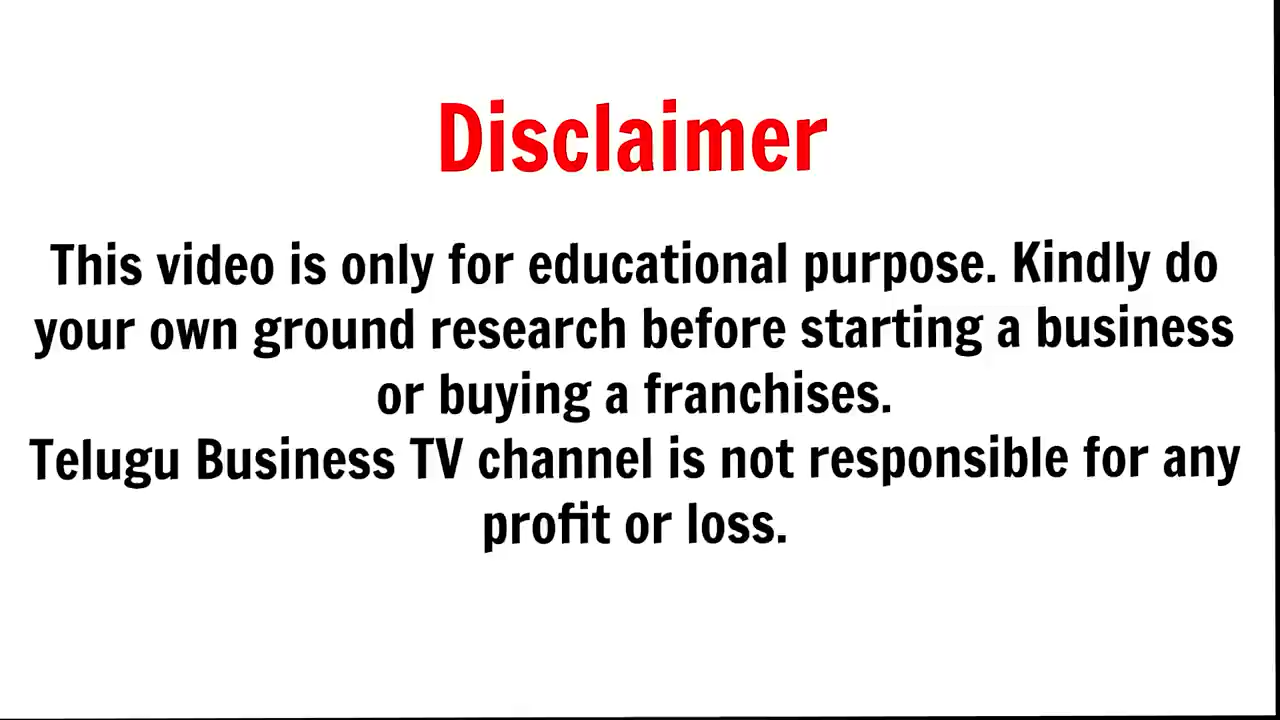 Disclaimer
This video is only for educational purpose. Kindly do
your own ground research before starting a business
or buying a franchises.
Telugu Business TV channel is not responsible for any
profit or loss.